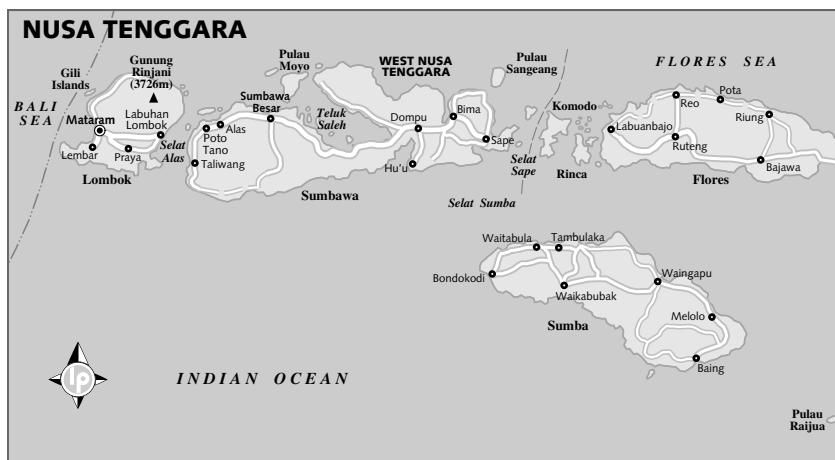 NUSA TENGGARA
Gunung
Rinjani
(3726m)
Gili
Islands
BALI
SEA
Mataram
Labuhan
Lombok
Lembar
Praya
Lombok
Selat
Alas
Pulau
Moyo
Sumbawa
Besar
Alas
Poto
Tano
Taliwang
Teluk
Saleh
WEST NUSA
TENGGARA
Dompu
Bima
Sape
Hu'u
Sumbawa
Pulau
Sangeang
Selat
Sape
Selat Sumba
Komodo
Rinca
FLORES SEA
Labuanbajo
Reo
Pota
Riung
Ruteng
Bajawa
Flores
Waitabula
Tambulaka
Bondokodi
Waikabubak
Waingapu
Melolo
Baing
Sumba
INDIAN OCEAN
lp
Pulau
Raijua